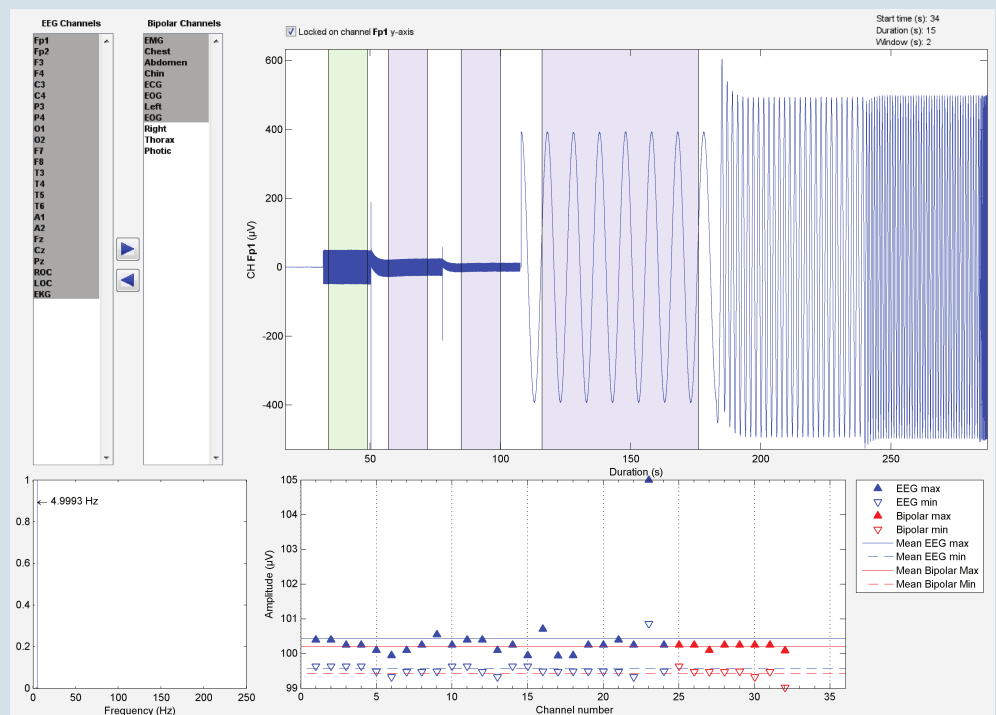 EEG Channels
Bipolar Channels
Fp1
Fp2
F3
F4
C3
C4
P3
P4
O1
O2
F7
F8
T3
T4
T5
T6
A1
A2
Fz
Cz
Pz
ROC
LOC
EKG
EMG
Chest
Abdomen
Chin
ECG
EOG
Left
EOG
Right
Thorax
Photic
Locked on channel Fp1 y-axis
Start time (s): 34
Duration (s): 15
Window (s): 2
CH Fp1 (µV)
600
400
200
0
-200
-400
50 100 150 200 250
Duration (s)
1
0.8
0.6
0.4
0.2
0
← 4.9993 Hz
0 50 100 150 200 250
Frequency (Hz)
Amplitude (µV)
105
104
103
102
101
100
99
0 5 10 15 20 25 30 35
Channel number
EEG max
EEG min
Bipolar max
Bipolar min
Mean EEG max
Mean EEG min
Mean Bipolar Max
Mean Bipolar Min